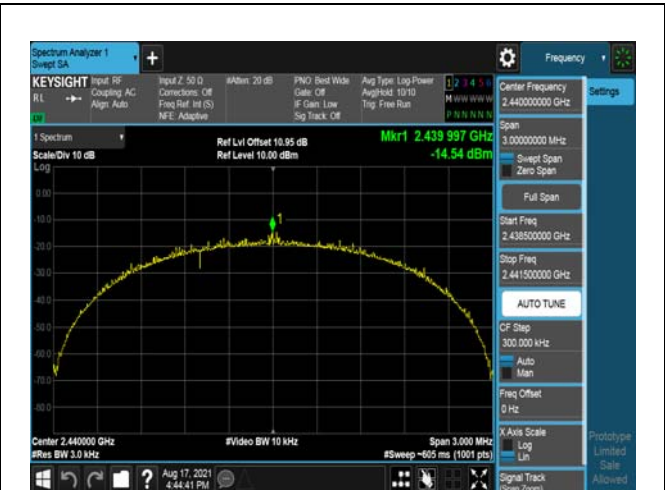 Spectrum Analyzer 1
Swept SA
+
Frequency
KEYSIGHT
RL
Input: RF
Coupling: AC
Align: Auto
Input Z: 50 Ω
Corrections: Off
Freq Ref: Int (S)
NFE: Adaptive
#Atten: 20 dB
PNO: Best Wide
Gate: Off
IF Gain: Low
Sig Track: Off
Avg Type: Log-Power
Avg|Hold: 10/10
Trig: Free Run
1 2 3 4 5 6
M W W W W W
P N N N N N
1 Spectrum
Scale/Div 10 dB
Log
Ref Lvl Offset 10.95 dB
Ref Level 10.00 dBm
Mkr1 2.439 997 GHz
-14.54 dBm
0.00
-10.0
-20.0
-30.0
-40.0
-50.0
-60.0
-70.0
-80.0
1
Center 2.440000 GHz
#Res BW 3.0 kHz
#Video BW 10 kHz
Span 3.000 MHz
#Sweep ~605 ms (1001 pts)
Center Frequency
2.440000000 GHz
Settings
Span
3.00000000 MHz
Swept Span
Zero Span
Full Span
Start Freq
2.438500000 GHz
Stop Freq
2.441500000 GHz
AUTO TUNE
CF Step
300.000 kHz
Auto
Man
Freq Offset
0 Hz
X Axis Scale
Log
Lin
Signal Track
(Span Zoom)
Prototype
Limited
Sale
Allowed
?
Aug 17, 2021
4:44:41 PM